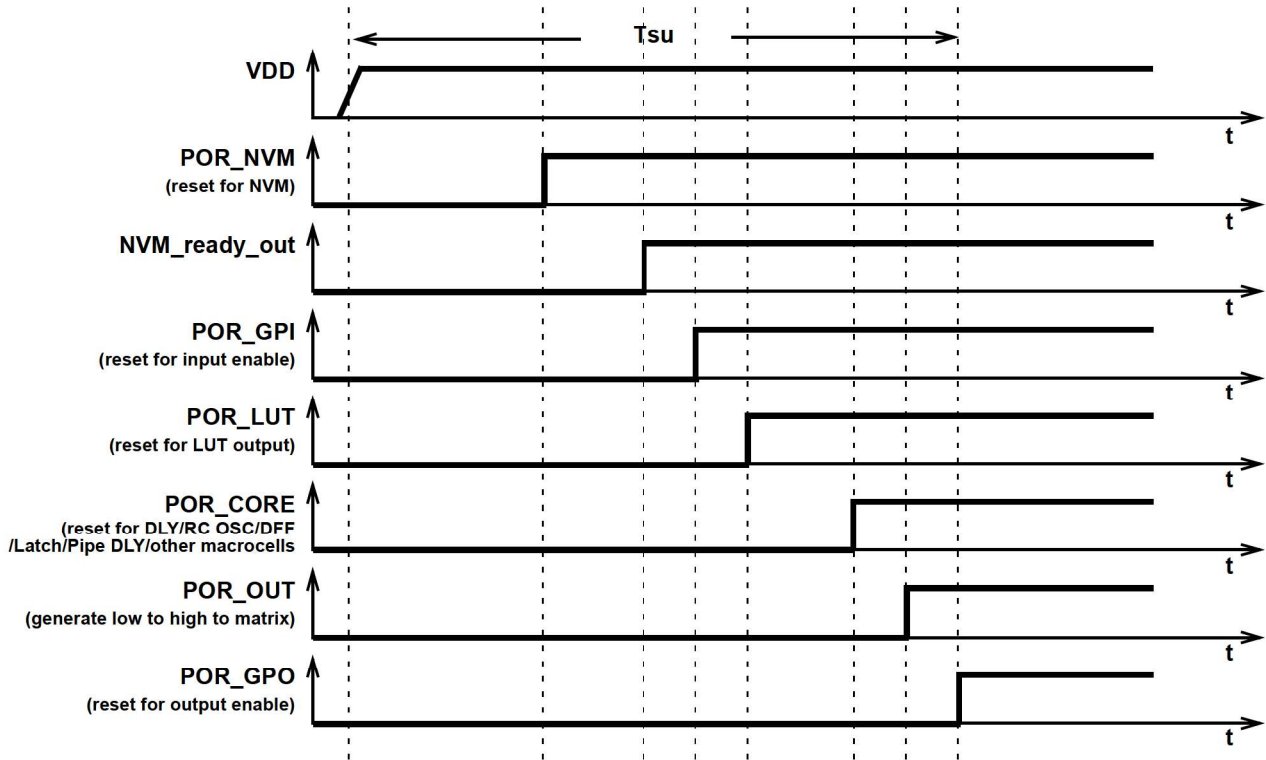 Tsu
VDD
t
POR_NVM
(reset for NVM)
t
NVM_ready_out
t
POR_GPI
(reset for input enable)
t
POR_LUT
(reset for LUT output)
t
POR_CORE
(reset for DLY/RC OSC/DFF
/Latch/Pipe DLY/other macrocells
t
POR_OUT
(generate low to high to matrix)
t
POR_GPO
(reset for output enable)
t